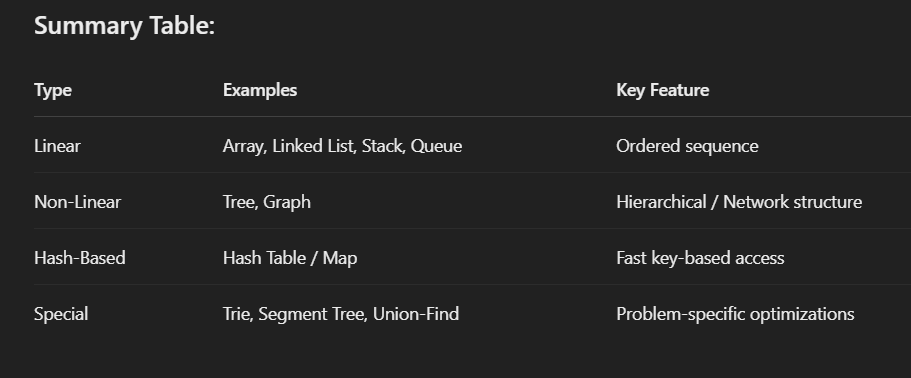 Summary Table:
Type Examples Key Feature
Linear Array, Linked List, Stack, Queue Ordered sequence
Non-Linear Tree, Graph Hierarchical / Network structure
Hash-Based Hash Table / Map Fast key-based access
Special Trie, Segment Tree, Union-Find Problem-specific optimizations